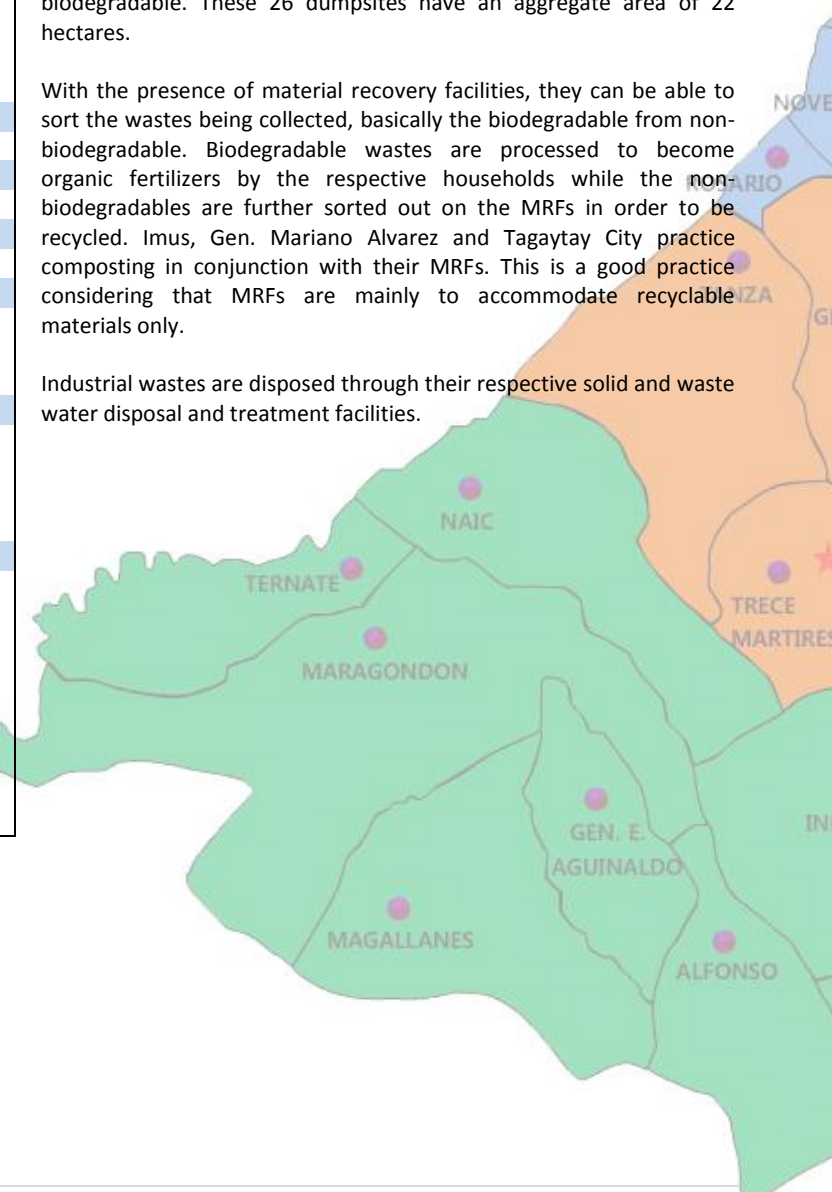 biodegradable. These 26 dumpsites have an aggregate area of 22
hectares.
With the presence of material recovery facilities, they can be able to
sort the wastes being collected, basically the biodegradable from non-
biodegradable. Biodegradable wastes are processed to become
organic fertilizers by the respective households while the non-
biodegradables are further sorted out on the MRFs in order to be
recycled. Imus, Gen. Mariano Alvarez and Tagaytay City practice
composting in conjunction with their MRFs. This is a good practice
considering that MRFs are mainly to accommodate recyclable
materials only.
Industrial wastes are disposed through their respective solid and waste
water disposal and treatment facilities.
NOVE
ROSARIO
TANZA
G
NAIC
TERNATE
TRECE
MARTIRES
MARAGONDON
IN
GEN. E.
AGUINALDO
MAGALLANES
ALFONSO